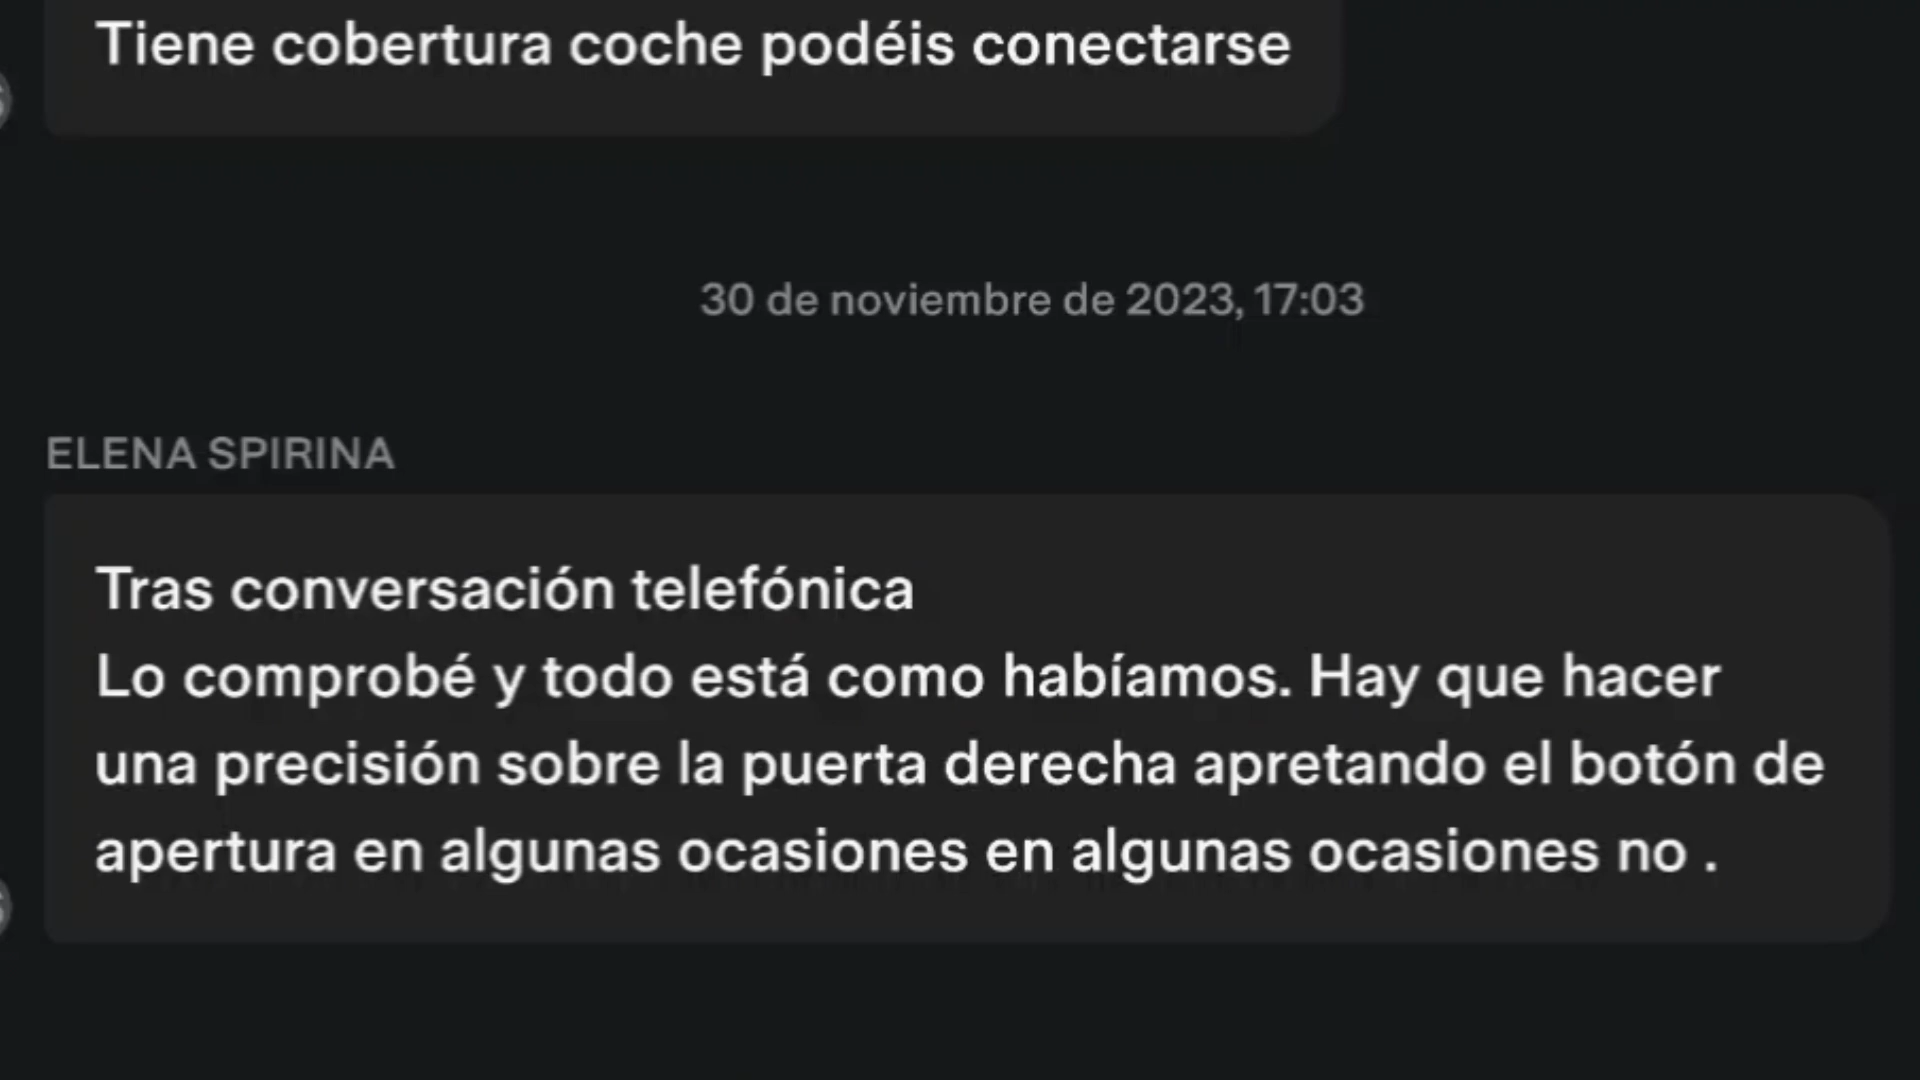 Tiene cobertura coche podéis conectarse
30 de noviembre de 2023, 17:03
ELENA SPIRINA
Tras conversación telefónica
Lo comprobé y todo está como habíamos. Hay que hacer
una precisión sobre la puerta derecha apretando el botón de
apertura en algunas ocasiones en algunas ocasiones no .